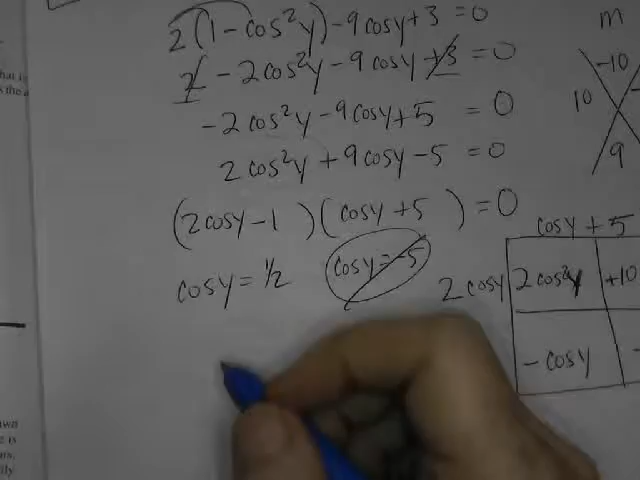 2(1-cos²y)-9cosy+3=0
2-2cos²y-9cosy+3=0
-2cos²y-9cosy+5=0
2cos²y+9cosy-5=0
(2cosy-1)(cosy+5)=0
cosy=½ cosy=-5
m
-10
10
9
cosy+5
2cosy 2cos²y +10
-cosy -